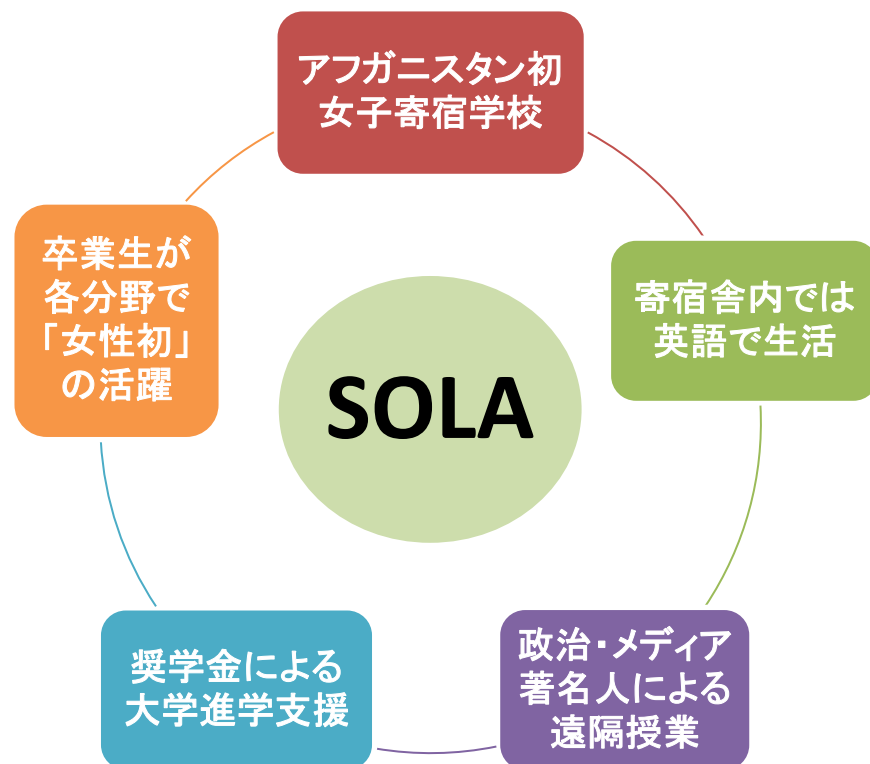 アフガニスタン初
女子寄宿学校
寄宿舎内では
英語で生活
政治・メディア
著名人による
遠隔授業
奨学金による
大学進学支援
卒業生が
各分野で
「女性初」
の活躍
SOLA